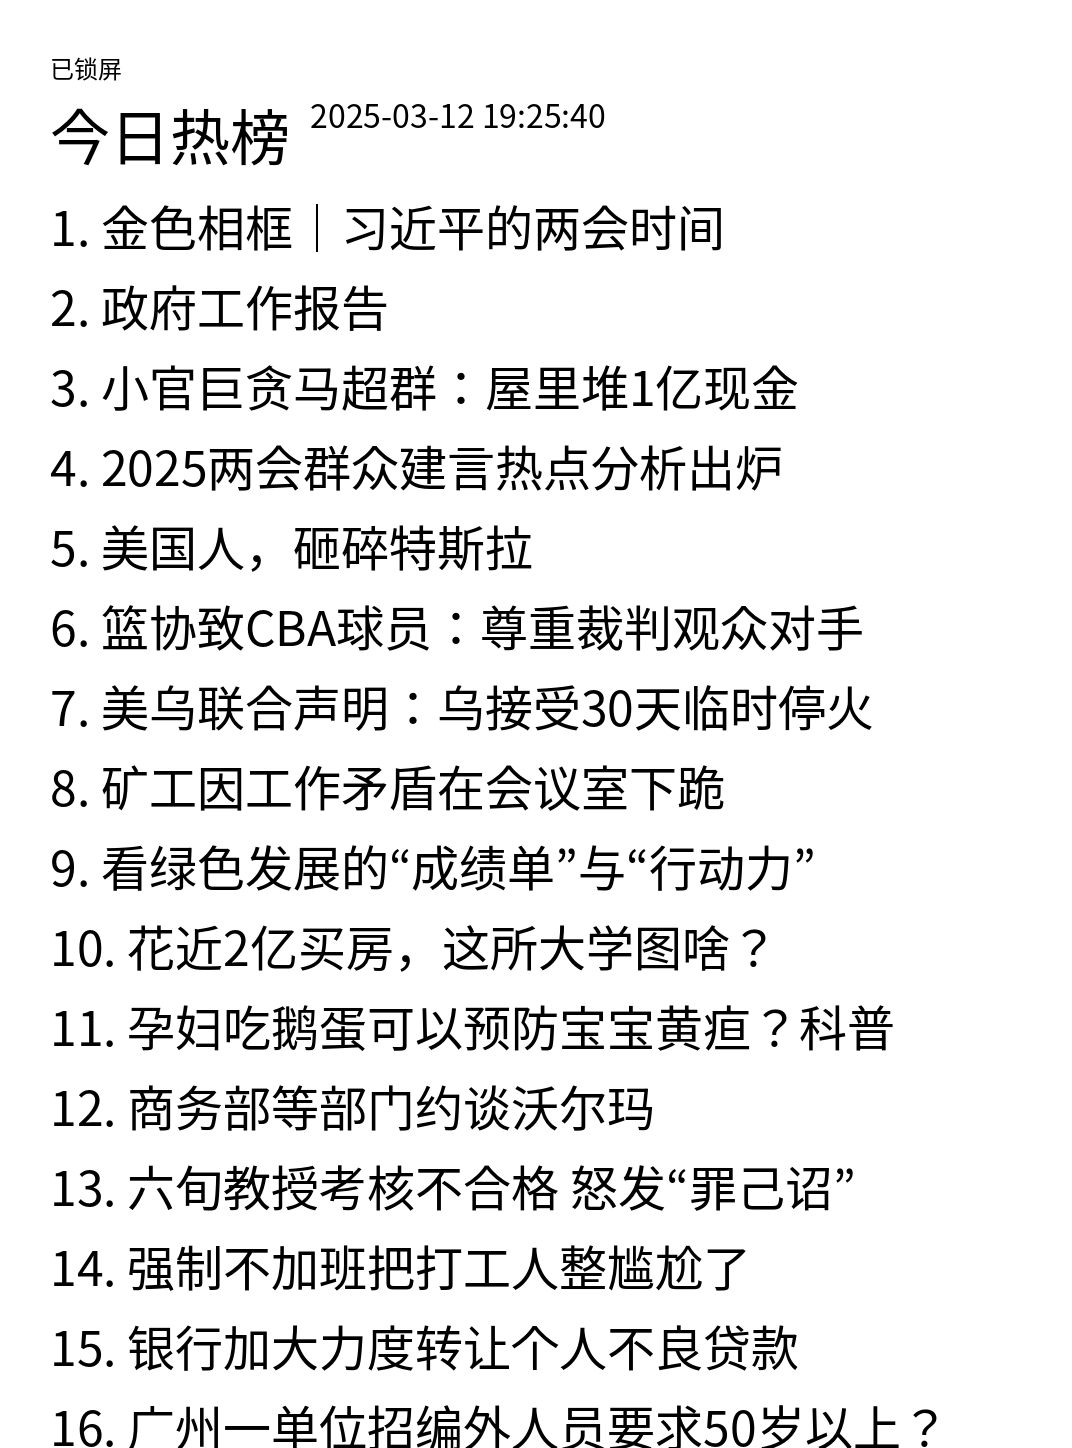 已锁屏
今日热榜 2025-03-12 19:25:40
1. 金色相框｜习近平的两会时间
2. 政府工作报告
3. 小官巨贪马超群：屋里堆1亿现金
4. 2025两会群众建言热点分析出炉
5. 美国人，砸碎特斯拉
6. 篮协致CBA球员：尊重裁判观众对手
7. 美乌联合声明：乌接受30天临时停火
8. 矿工因工作矛盾在会议室下跪
9. 看绿色发展的“成绩单”与“行动力”
10. 花近2亿买房，这所大学图啥？
11. 孕妇吃鹅蛋可以预防宝宝黄疸？科普
12. 商务部等部门约谈沃尔玛
13. 六旬教授考核不合格 怒发“罪己诏”
14. 强制不加班把打工人整尴尬了
15. 银行加大力度转让个人不良贷款
16. 广州一单位招编外人员要求50岁以上？